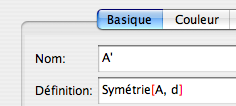 Basique Couleur
Nom: A'
Définition: Symétrie[A, d]